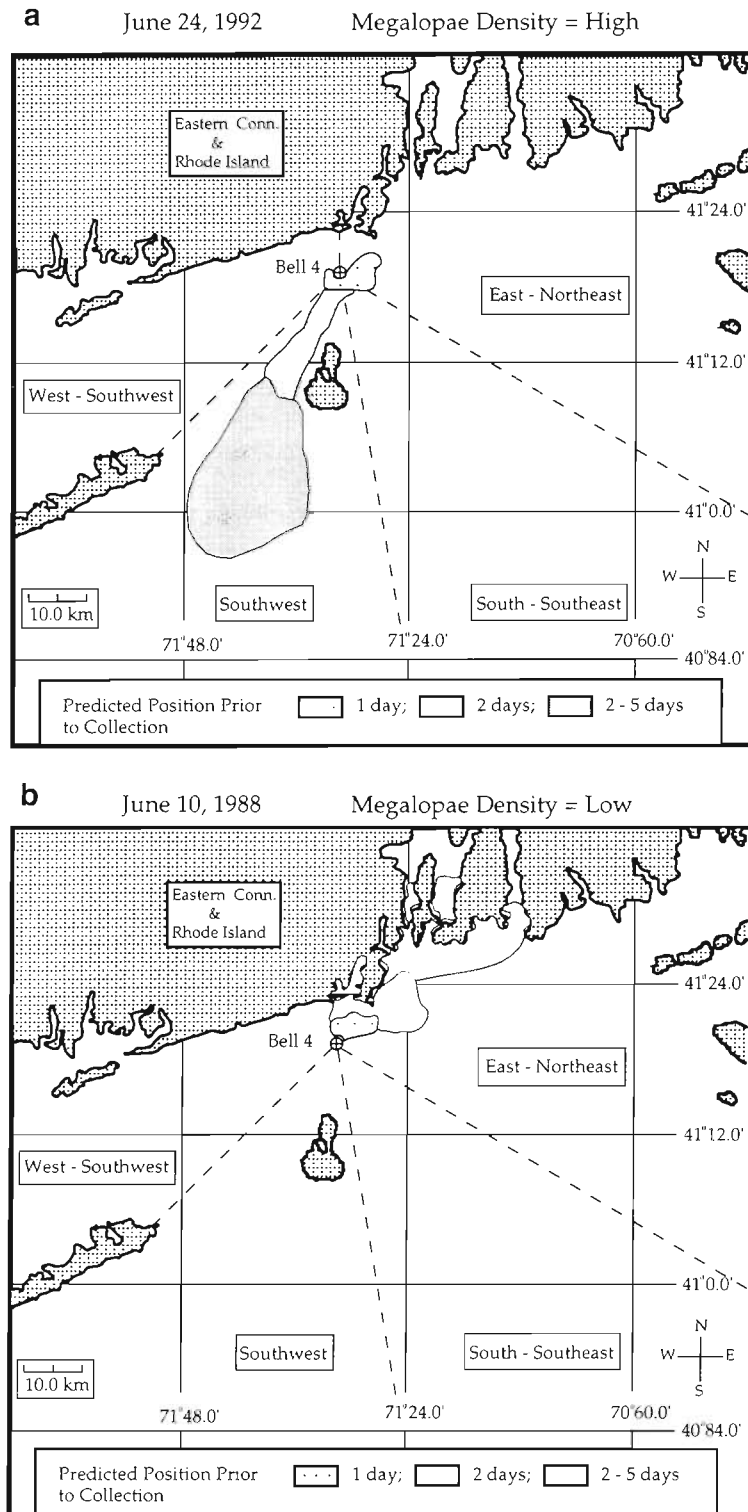 a
June 24, 1992 Megalopae Density = High
Eastern Conn.
&
Rhode Island
41°24.0'
Bell 4
East - Northeast
41°12.0'
West - Southwest
41°0.0'
N
W E
S
10.0 km
Southwest
South - Southeast
71°48.0' 71°24.0' 70°60.0'
40°84.0'
Predicted Position Prior
to Collection
1 day; 2 days; 2 - 5 days
b
June 10, 1988 Megalopae Density = Low
Eastern Conn.
&
Rhode Island
41°24.0'
Bell 4
East - Northeast
41°12.0'
West - Southwest
41°0.0'
N
W E
S
Southwest
South - Southeast
10.0 km
71°48.0' 71°24.0' 70°60.0'
40°84.0'
Predicted Position Prior
to Collection
1 day; 2 days; 2 - 5 days